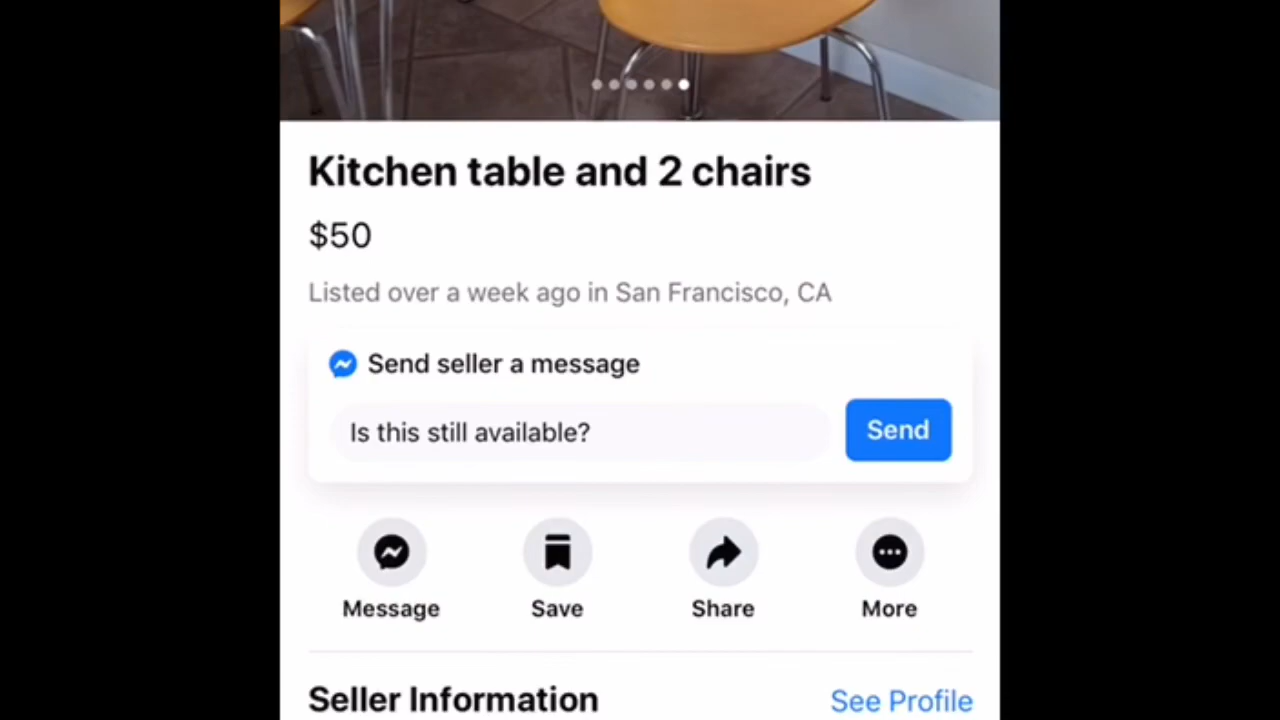 Kitchen table and 2 chairs
$50
Listed over a week ago in San Francisco, CA
Send seller a message
Is this still available?
Send
Message
Save
Share
More
Seller Information
See Profile